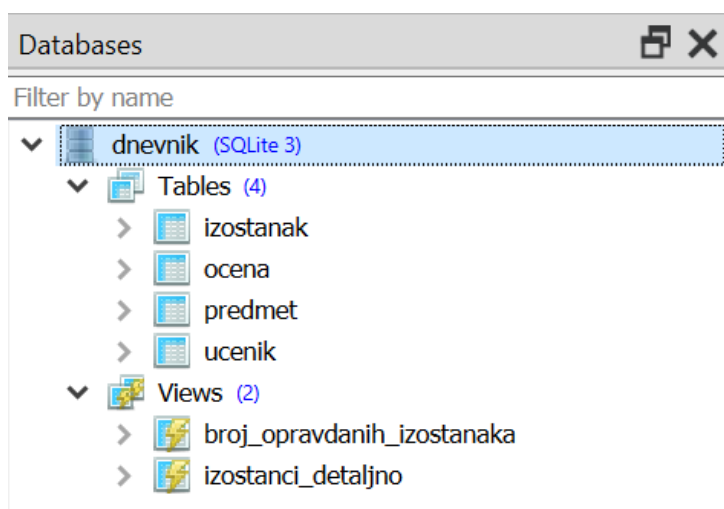 Databases
Filter by name
dnevnik (SQLite 3)
Tables (4)
izostanak
ocena
predmet
ucenik
Views (2)
broj_opravdanih_izostanaka
izostanci_detaljno